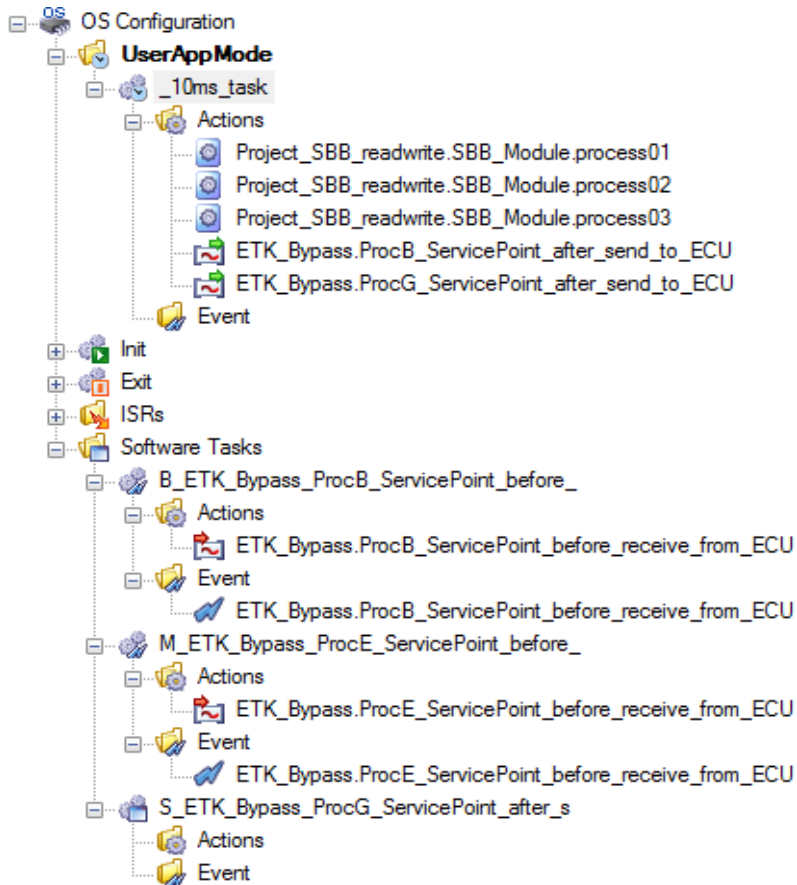 OS
OS Configuration
UserAppMode
_10ms_task
Actions
Project_SBB_readwrite.SBB_Module.process01
Project_SBB_readwrite.SBB_Module.process02
Project_SBB_readwrite.SBB_Module.process03
ETK_Bypass.ProcB_ServicePoint_after_send_to_ECU
ETK_Bypass.ProcG_ServicePoint_after_send_to_ECU
Event
Init
Exit
ISRs
Software Tasks
B_ETK_Bypass_ProcB_ServicePoint_before_
Actions
ETK_Bypass.ProcB_ServicePoint_before_receive_from_ECU
Event
ETK_Bypass.ProcB_ServicePoint_before_receive_from_ECU
M_ETK_Bypass_ProcE_ServicePoint_before_
Actions
ETK_Bypass.ProcE_ServicePoint_before_receive_from_ECU
Event
ETK_Bypass.ProcE_ServicePoint_before_receive_from_ECU
S_ETK_Bypass_ProcG_ServicePoint_after_s
Actions
Event